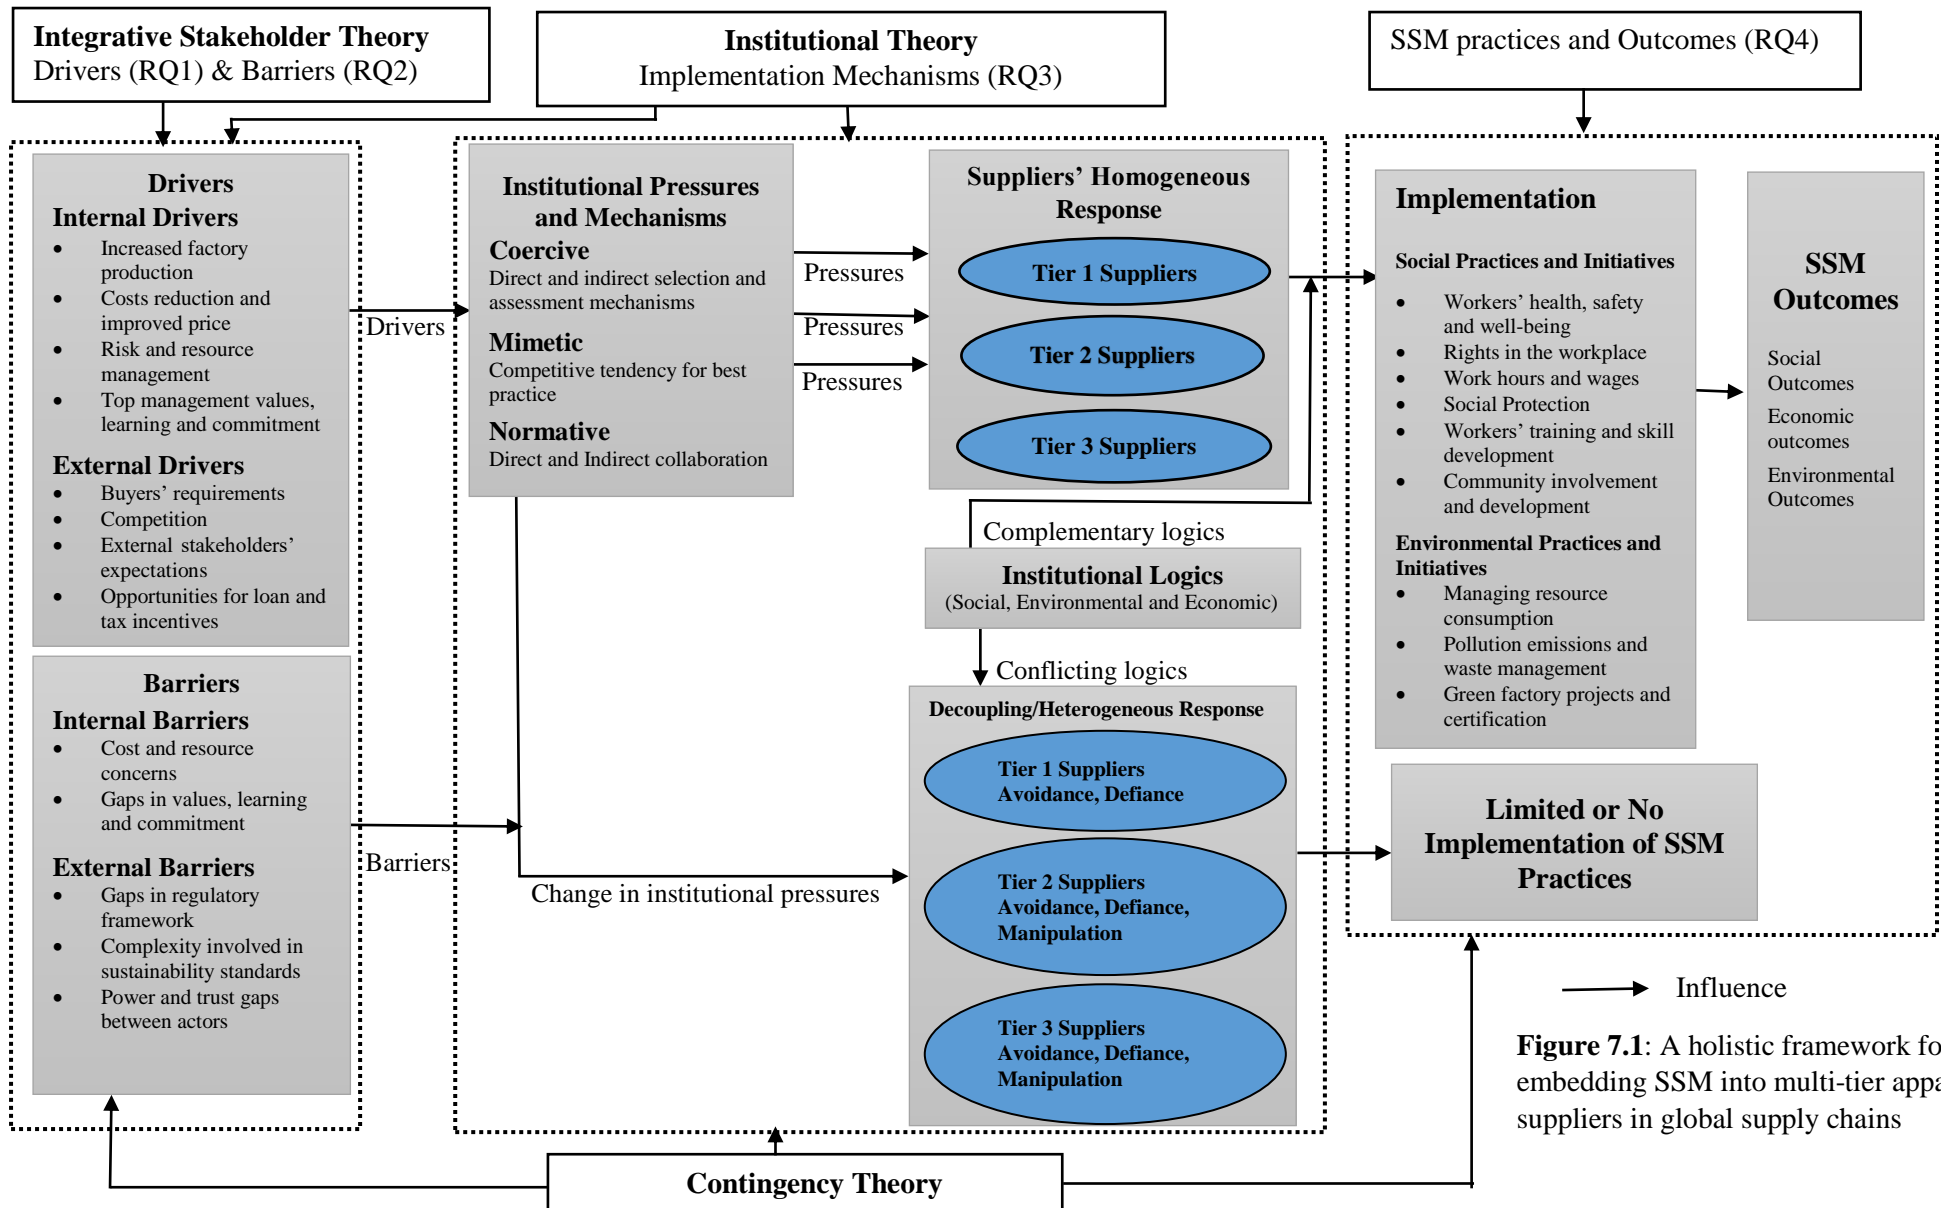 Integrative Stakeholder Theory
Drivers (RQ1) & Barriers (RQ2)
Institutional Theory
Implementation Mechanisms (RQ3)
SSM practices and Outcomes (RQ4)
Drivers
Internal Drivers
• Increased factory
production
• Costs reduction and
improved price
• Risk and resource
management
• Top management values,
learning and commitment
External Drivers
• Buyers’ requirements
• Competition
• External stakeholders’
expectations
• Opportunities for loan and
tax incentives
Barriers
Internal Barriers
• Cost and resource
concerns
• Gaps in values, learning
and commitment
External Barriers
• Gaps in regulatory
framework
• Complexity involved in
sustainability standards
• Power and trust gaps
between actors
Drivers
Barriers
Institutional Pressures
and Mechanisms
Coercive
Direct and indirect selection and
assessment mechanisms
Mimetic
Competitive tendency for best
practice
Normative
Direct and Indirect collaboration
Pressures
Pressures
Pressures
Suppliers’ Homogeneous
Response
Tier 1 Suppliers
Tier 2 Suppliers
Tier 3 Suppliers
Complementary logics
Institutional Logics
(Social, Environmental and Economic)
Conflicting logics
Change in institutional pressures
Decoupling/Heterogeneous Response
Tier 1 Suppliers
Avoidance, Defiance
Tier 2 Suppliers
Avoidance, Defiance,
Manipulation
Tier 3 Suppliers
Avoidance, Defiance,
Manipulation
Implementation
Social Practices and Initiatives
• Workers’ health, safety
and well-being
• Rights in the workplace
• Work hours and wages
• Social Protection
• Workers’ training and skill
development
• Community involvement
and development
Environmental Practices and
Initiatives
• Managing resource
consumption
• Pollution emissions and
waste management
• Green factory projects and
certification
SSM
Outcomes
Social
Outcomes
Economic
outcomes
Environmental
Outcomes
Limited or No
Implementation of SSM
Practices
Influence
Figure 7.1: A holistic framework fo
embedding SSM into multi-tier appa
suppliers in global supply chains
Contingency Theory